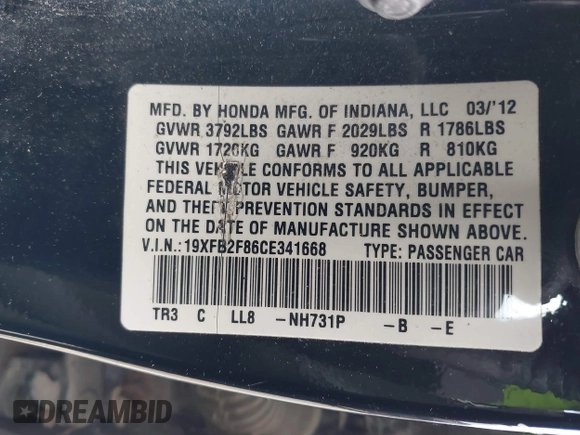 MFD. BY HONDA MFG. OF INDIANA, LLC 03/'12
GVWR 3792LBS GAWR F 2029LBS R 1786LBS
GVWR 1720KG GAWR F 920KG R 810KG
THIS VEHICLE CONFORMS TO ALL APPLICABLE
FEDERAL MOTOR VEHICLE SAFETY, BUMPER,
AND THEFT PREVENTION STANDARDS IN EFFECT
ON THE DATE OF MANUFACTURE SHOWN ABOVE.
V.I.N.: 19XFB2F86CE341668 TYPE: PASSENGER CAR
TR3 C LL8 -NH731P -B -E
DREAMBID